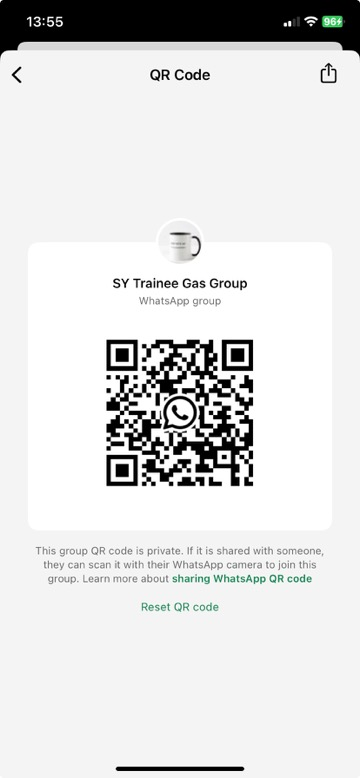 13:55
96
QR Code
SY Trainee Gas Group
WhatsApp group
This group QR code is private. If it is shared with someone,
they can scan it with their WhatsApp camera to join this
group. Learn more about sharing WhatsApp QR code
Reset QR code